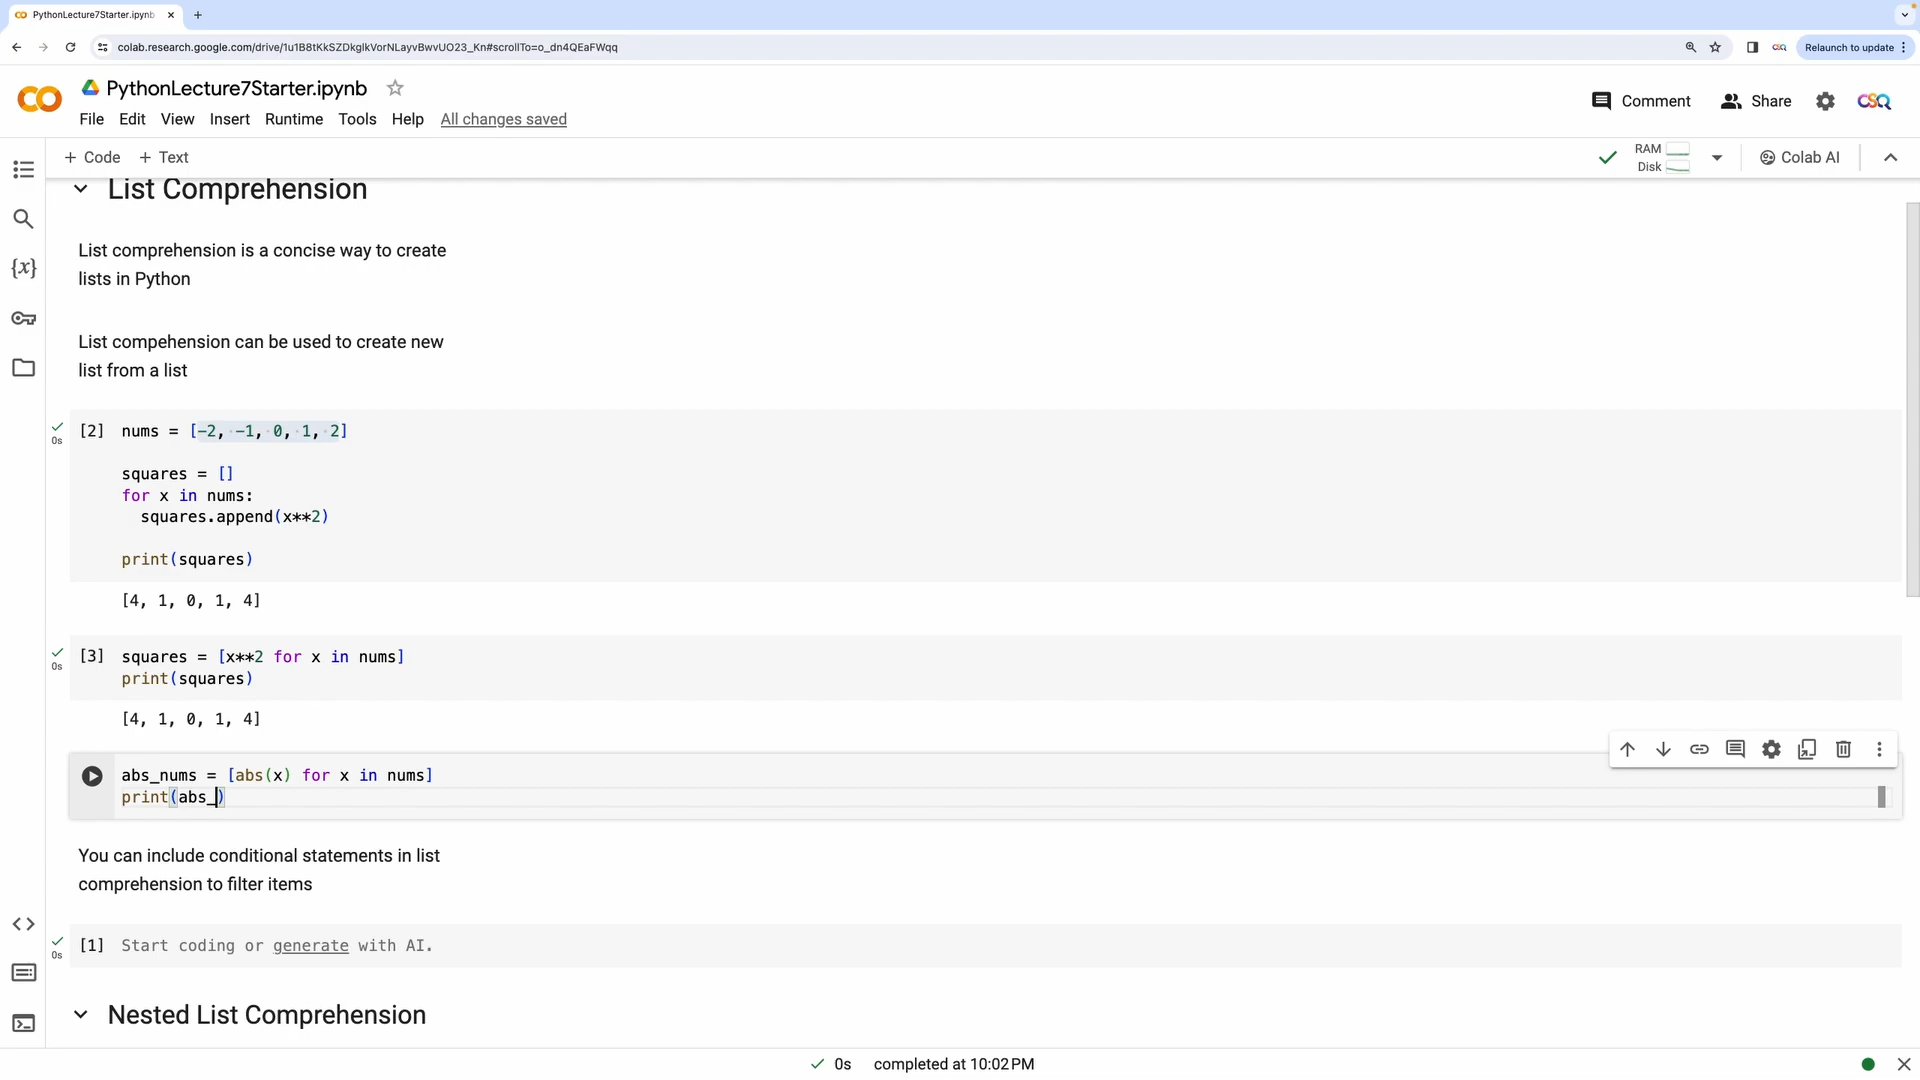 PythonLecture7Starter.ipynb
colab.research.google.com/drive/1u1B8tKkSZDkglkVorNLayvBwvUO23_Kn#scrollTo=o_dn4QEaFWqq
Relaunch to update
PythonLecture7Starter.ipynb
Comment
Share
CSQ
File Edit View Insert Runtime Tools Help All changes saved
+ Code + Text
RAM
Disk
Colab AI
List Comprehension
List comprehension is a concise way to create
lists in Python
List compehension can be used to create new
list from a list
0s
[2] nums = [-2, -1, 0, 1, 2]
squares = []
for x in nums:
  squares.append(x**2)
print(squares)
[4, 1, 0, 1, 4]
0s
[3] squares = [x**2 for x in nums]
print(squares)
[4, 1, 0, 1, 4]
abs_nums = [abs(x) for x in nums]
print(abs_)
You can include conditional statements in list
comprehension to filter items
0s
[1] Start coding or generate with AI.
Nested List Comprehension
0s completed at 10:02 PM